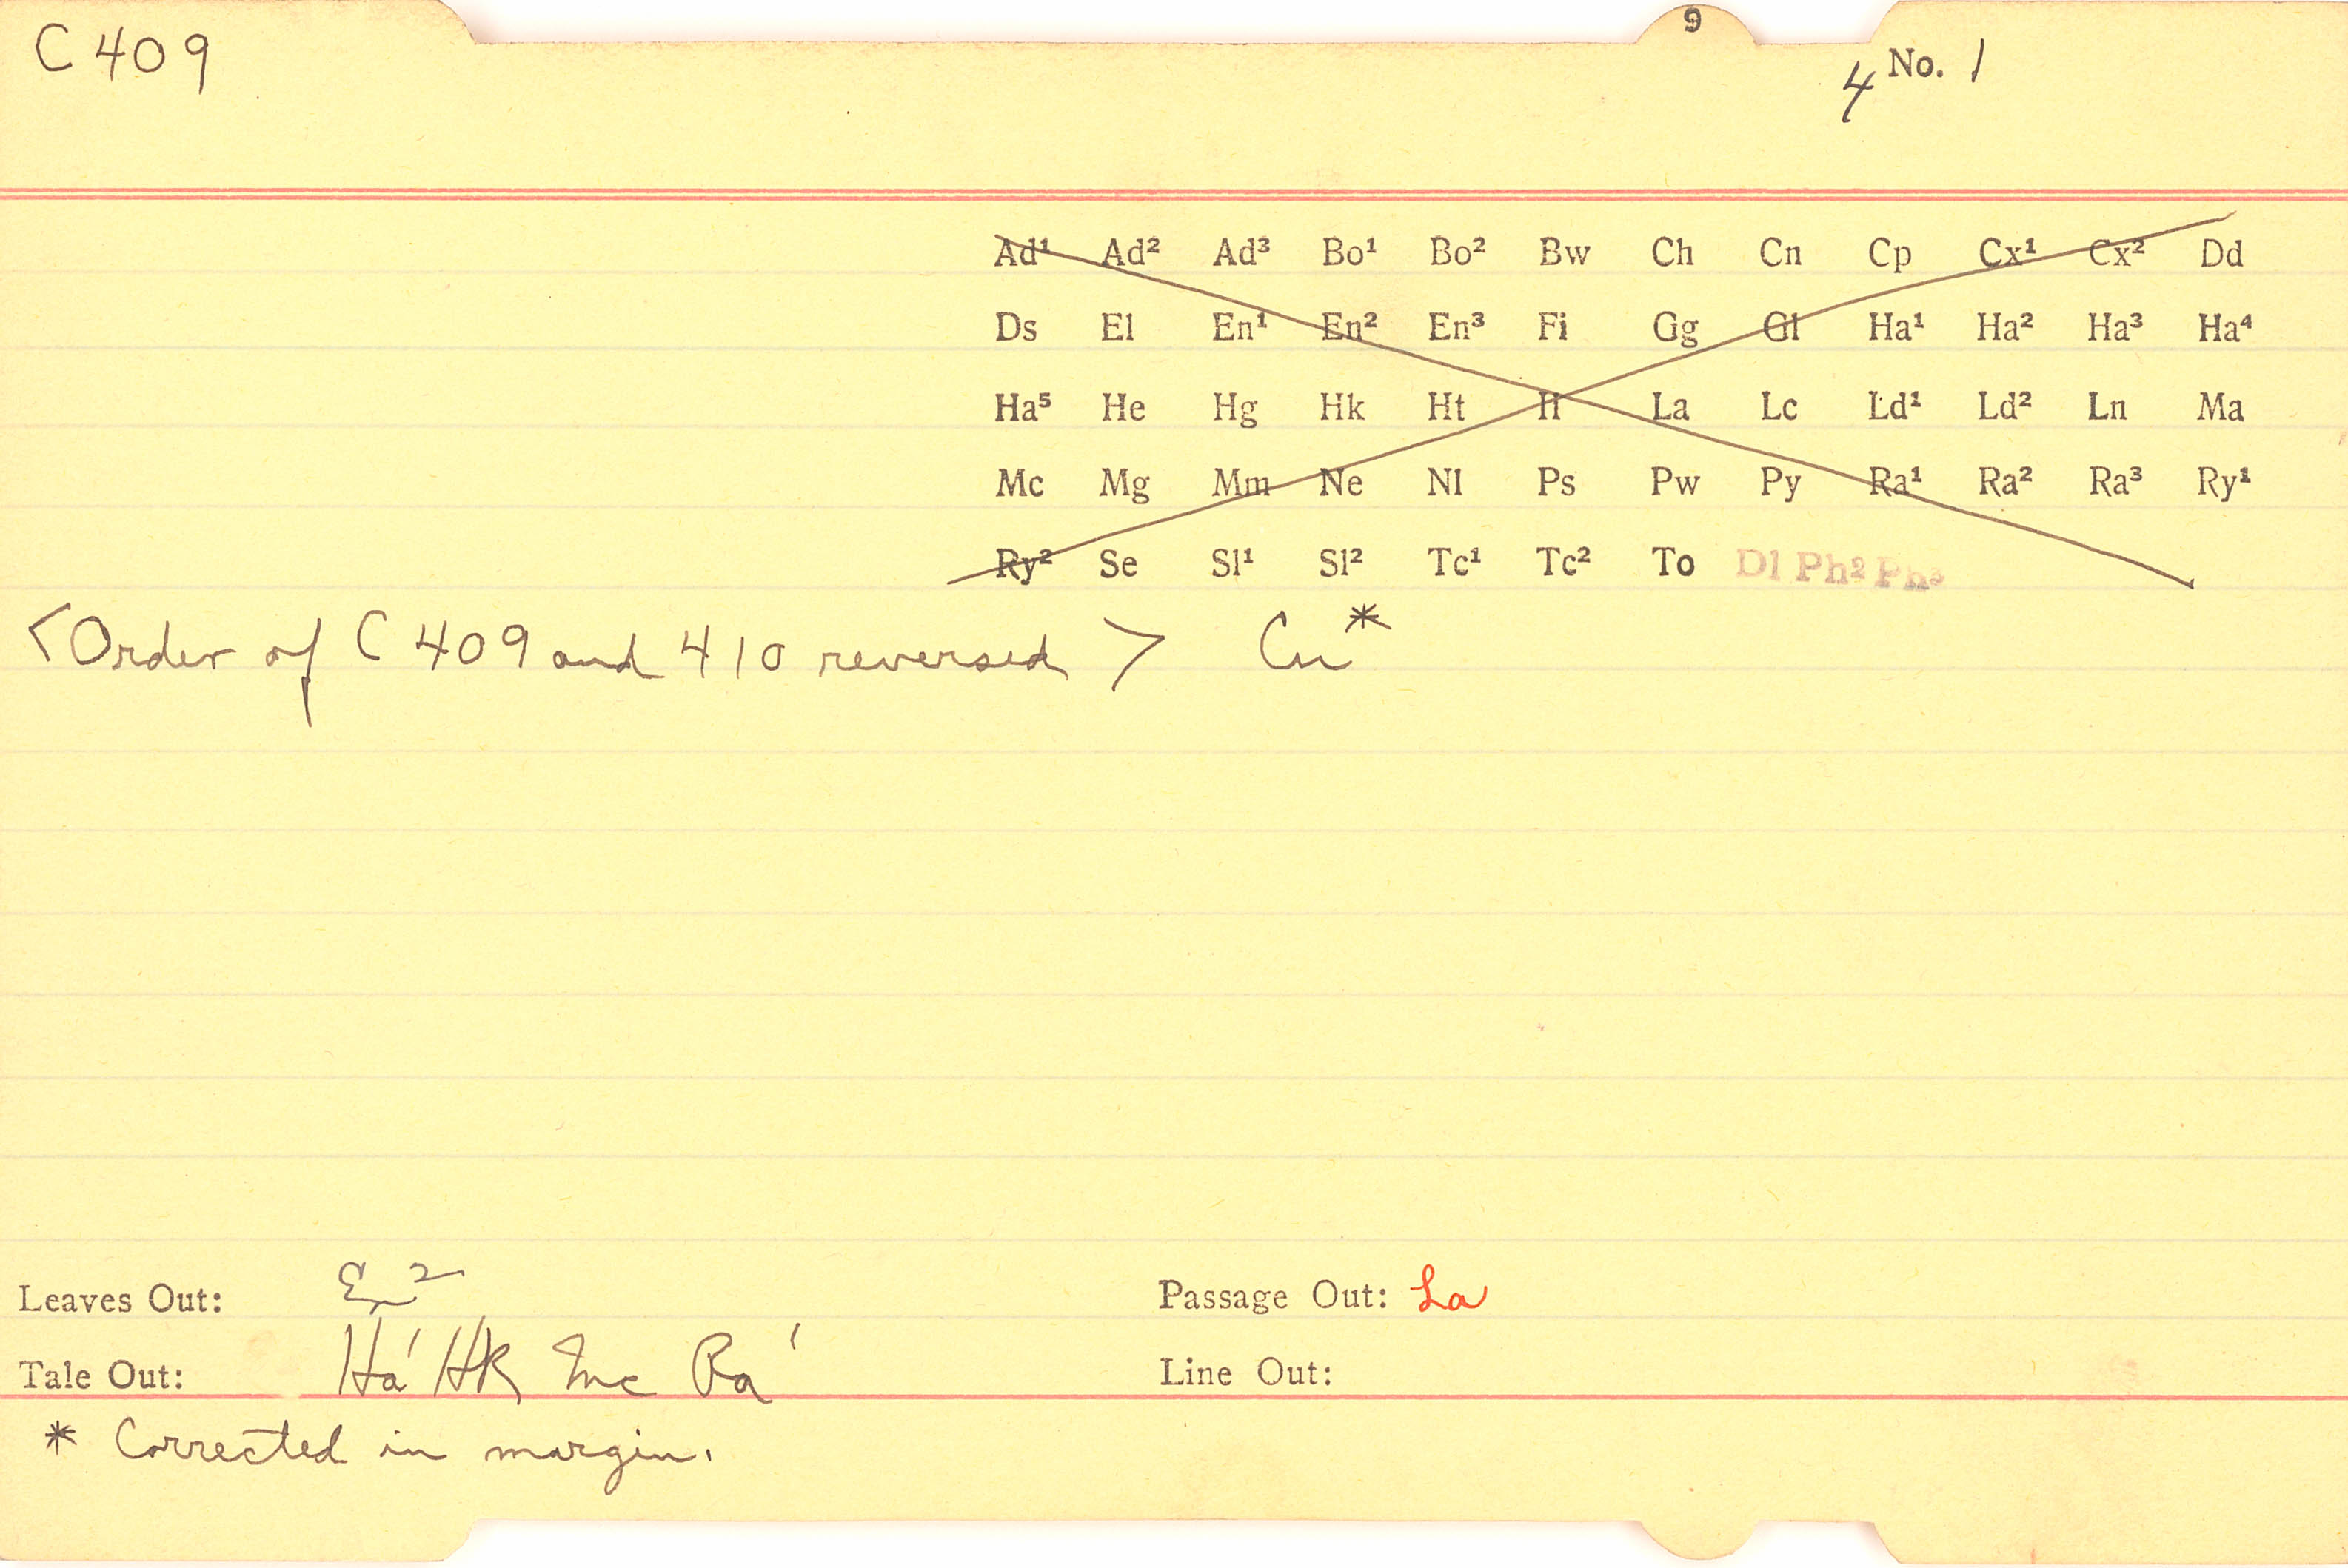 9
C 409
4 No. 1
Ad¹ Ad² Ad³ Bo¹ Bo² Bw Ch Cn Cp Cx¹ Cx² Dd
Ds El En¹ En² En³ Fi Gg Gl Ha¹ Ha² Ha³ Ha⁴
Ha⁵ He Hg Hk Ht Ii La Lc Ld¹ Ld² Ln Ma
Mc Mg Mm Ne Nl Ps Pw Py Ra¹ Ra² Ra³ Ry¹
Ry² Se Sl¹ Sl² Tc¹ Tc² To Dl Ph² Ph³
<Order of C 409 and 410 reversed> Cn*
Leaves Out: En² Passage Out: La
Tale Out: Ha¹ Hk Mc Ra¹ Line Out:
* Corrected in margin.